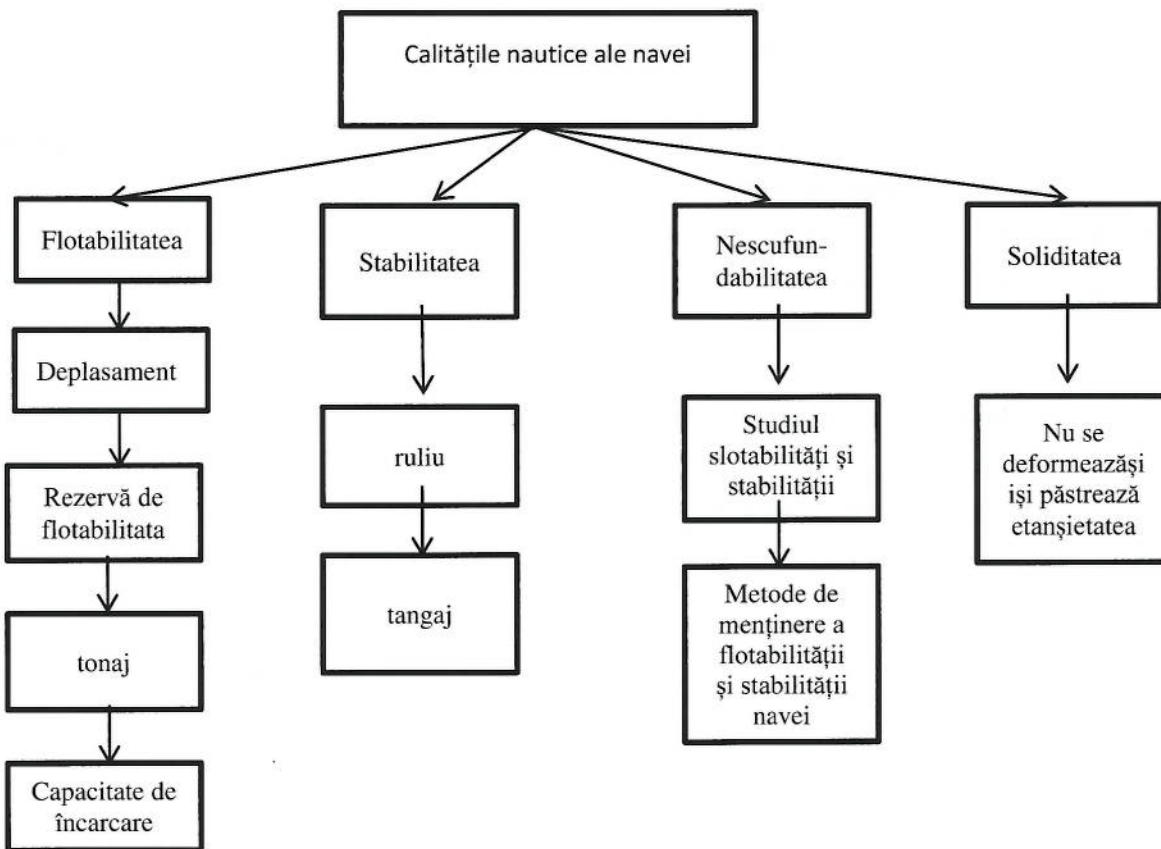 Calitățile nautice ale navei
Flotabilitatea
Deplasament
Rezervă de
flotabilitata
tonaj
Capacitate de
încarcare
Stabilitatea
ruliu
tangaj
Nescufun-
dabilitatea
Studiul
slotabilități și
stabilității
Metode de
menținere a
flotabilității
și stabilității
navei
Soliditatea
Nu se
deformeazăși
iși păstrează
etanșietatea